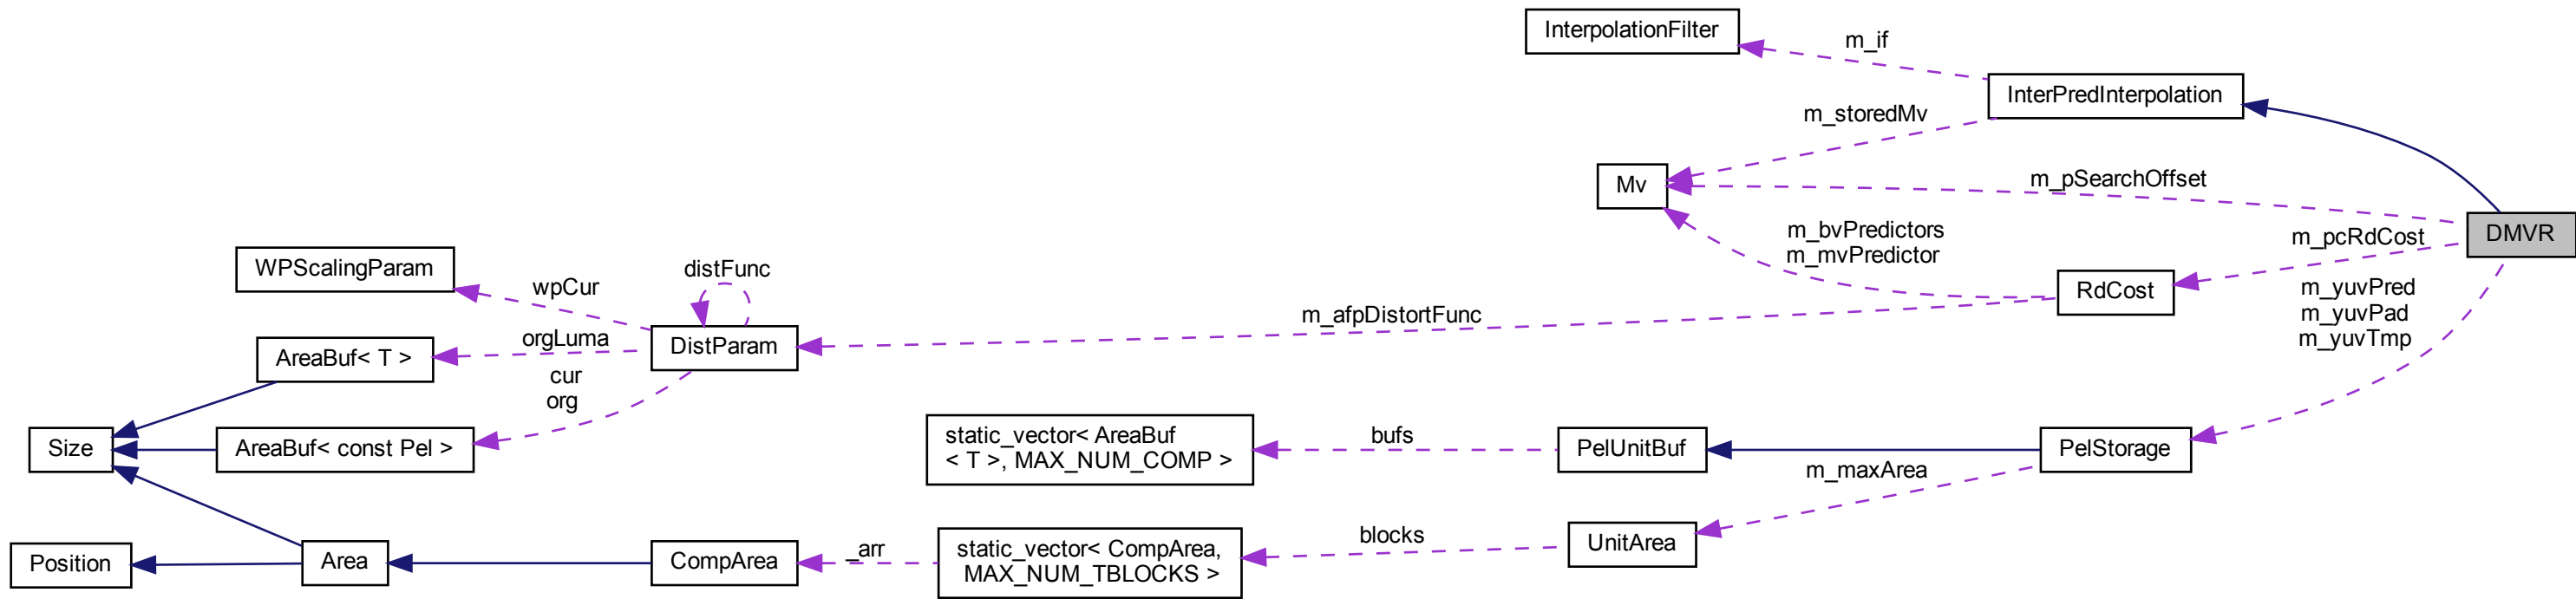 InterpolationFilter
m_if
InterPredInterpolation
m_storedMv
Mv
m_pSearchOffset
DMVR
m_bvPredictors
m_mvPredictor
m_pcRdCost
RdCost
WPScalingParam
distFunc
wpCur
m_afpDistortFunc
m_yuvPred
m_yuvPad
m_yuvTmp
AreaBuf< T >
orgLuma
DistParam
cur
org
Size
AreaBuf< const Pel >
static_vector< AreaBuf
< T >, MAX_NUM_COMP >
bufs
PelUnitBuf
PelStorage
m_maxArea
Position
Area
CompArea
_arr
static_vector< CompArea,
MAX_NUM_TBLOCKS >
blocks
UnitArea